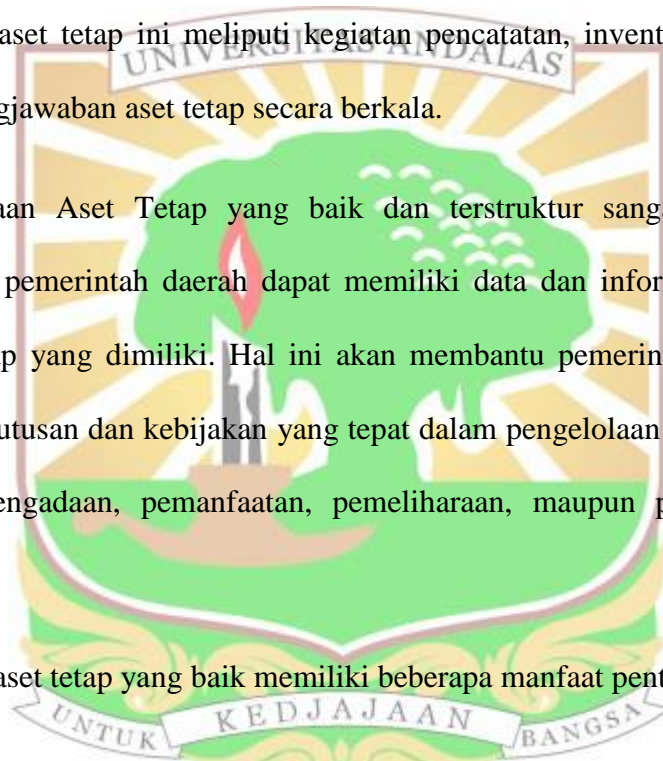 aset tetap ini meliputi kegiatan pencatatan, invent
UNIVERSITAS ANDALAS
gjawaban aset tetap secara berkala.
aan Aset Tetap yang baik dan terstruktur sanga
pemerintah daerah dapat memiliki data dan infor
p yang dimiliki. Hal ini akan membantu pemerin
utusan dan kebijakan yang tepat dalam pengelolaan
engadaan, pemanfaatan, pemeliharaan, maupun p
aset tetap yang baik memiliki beberapa manfaat pent
UNTUK KEDJAJAAN BANGSA